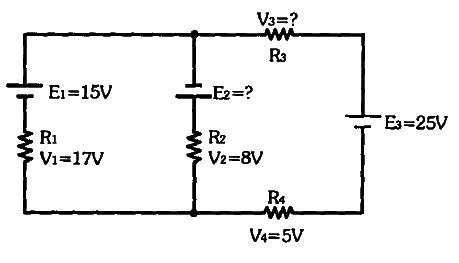 V₃=?
R₃
E₁=15V
E₂=?
E₃=25V
R₁
V₁=17V
R₂
V₂=8V
R₄
V₄=5V